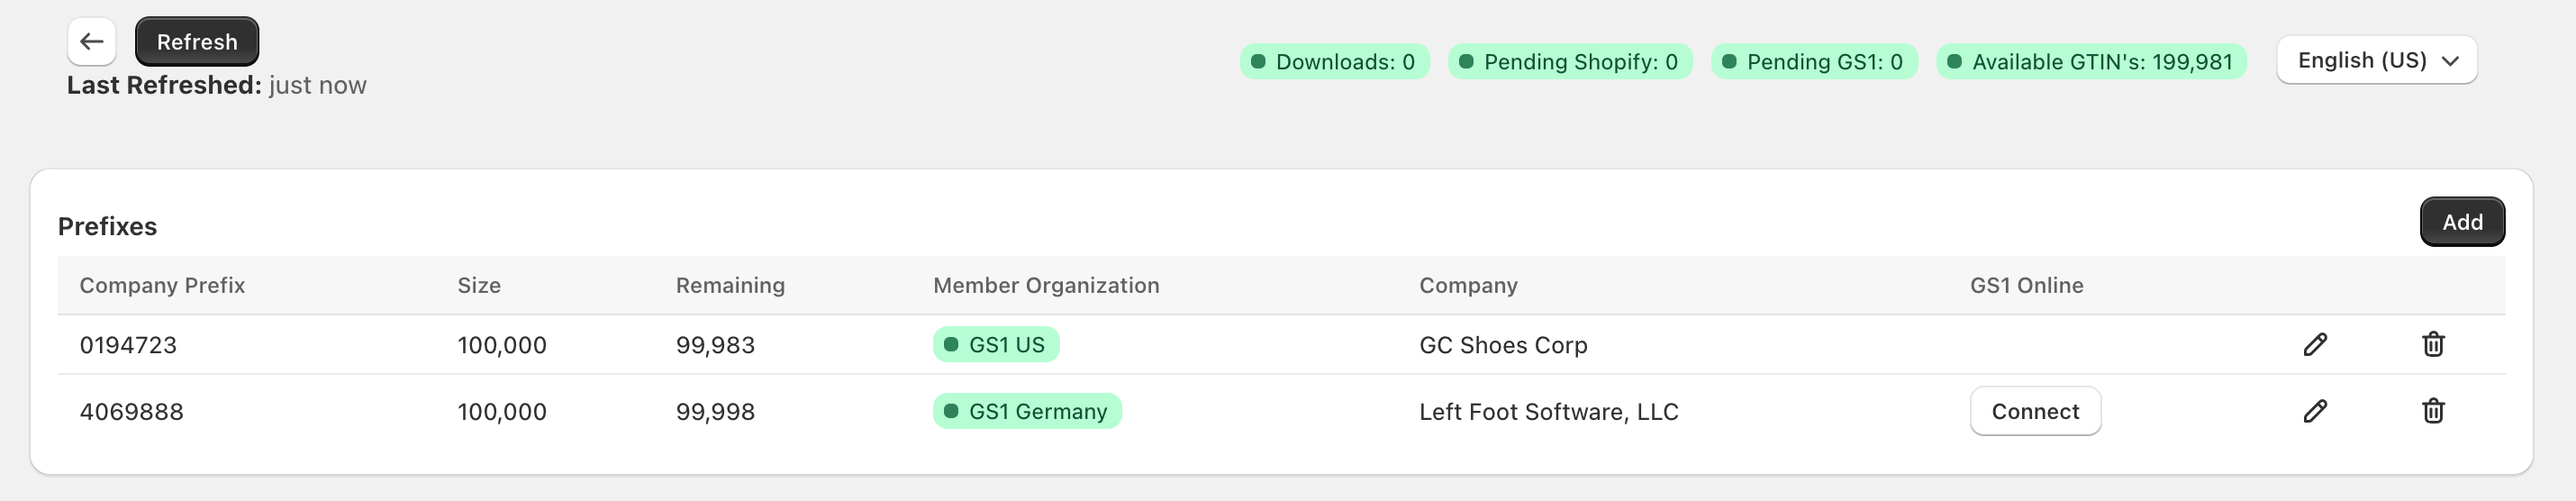 Refresh
Last Refreshed: just now
Downloads: 0 Pending Shopify: 0 Pending GS1: 0 Available GTIN's: 199,981 English (US)
Prefixes
Add
Company Prefix Size Remaining Member Organization Company GS1 Online
0194723 100,000 99,983 GS1 US GC Shoes Corp
4069888 100,000 99,998 GS1 Germany Left Foot Software, LLC Connect